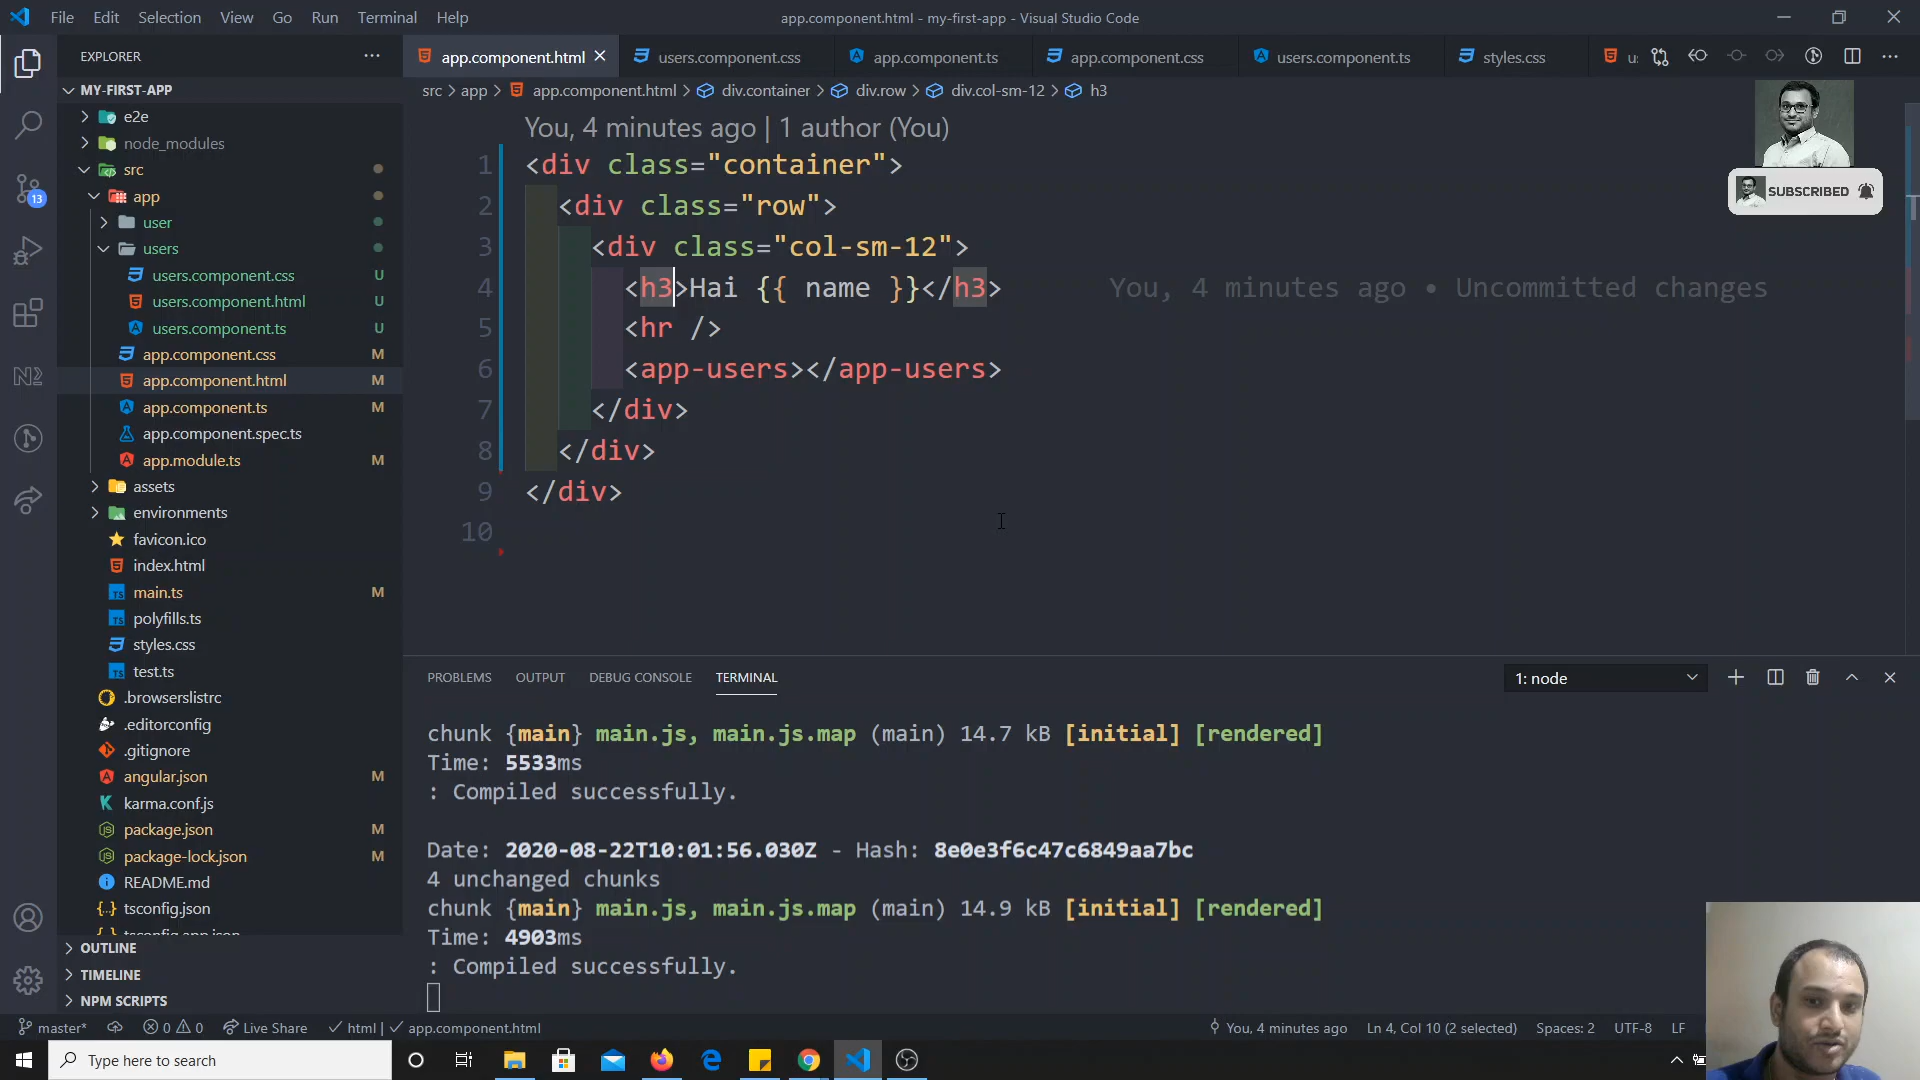 File Edit Selection View Go Run Terminal Help
app.component.html - my-first-app - Visual Studio Code
EXPLORER
app.component.html
users.component.css
app.component.ts
app.component.css
users.component.ts
styles.css
us
MY-FIRST-APP
src > app > app.component.html > div.container > div.row > div.col-sm-12 > h3
e2e
node_modules
src
app
user
users
users.component.css U
users.component.html U
users.component.ts U
app.component.css M
app.component.html M
app.component.ts M
app.component.spec.ts
app.module.ts M
assets
environments
favicon.ico
index.html
main.ts M
polyfills.ts
styles.css
test.ts
.browserslistrc
.editorconfig
.gitignore
angular.json M
karma.conf.js
package.json M
package-lock.json M
README.md
tsconfig.json
tsconfig.app.json
OUTLINE
TIMELINE
NPM SCRIPTS
13
SUBSCRIBED
You, 4 minutes ago | 1 author (You)
1 <div class="container">
2 <div class="row">
3 <div class="col-sm-12">
4 <h3>Hai {{ name }}</h3> You, 4 minutes ago • Uncommitted changes
5 <hr />
6 <app-users></app-users>
7 </div>
8 </div>
9 </div>
10
PROBLEMS OUTPUT DEBUG CONSOLE TERMINAL
1: node
chunk {main} main.js, main.js.map (main) 14.7 kB [initial] [rendered]
Time: 5533ms
: Compiled successfully.
Date: 2020-08-22T10:01:56.030Z - Hash: 8e0e3f6c47c6849aa7bc
4 unchanged chunks
chunk {main} main.js, main.js.map (main) 14.9 kB [initial] [rendered]
Time: 4903ms
: Compiled successfully.
master* 0 0 Live Share html | app.component.html
You, 4 minutes ago Ln 4, Col 10 (2 selected) Spaces: 2 UTF-8 LF
Type here to search